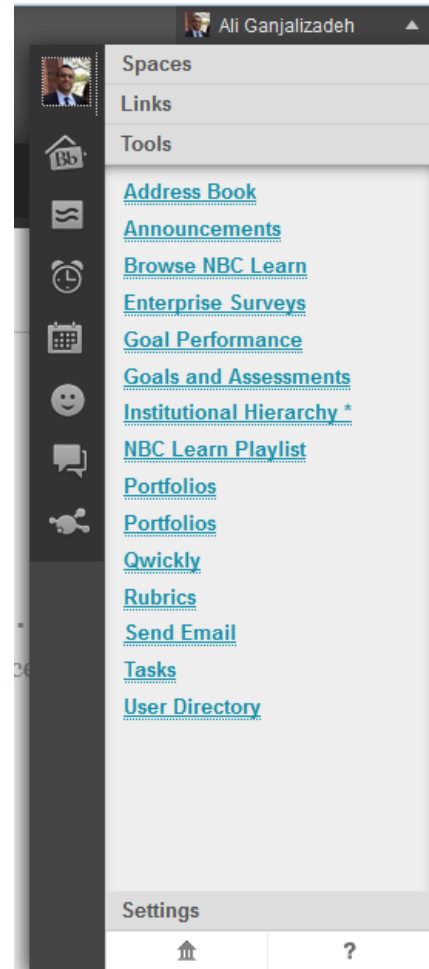 Ali Ganjalizadeh
Spaces
Links
Tools
Bb
Address Book
Announcements
Browse NBC Learn
Enterprise Surveys
Goal Performance
Goals and Assessments
Institutional Hierarchy *
NBC Learn Playlist
Portfolios
Portfolios
Qwickly
Rubrics
Send Email
Tasks
User Directory
Settings
?